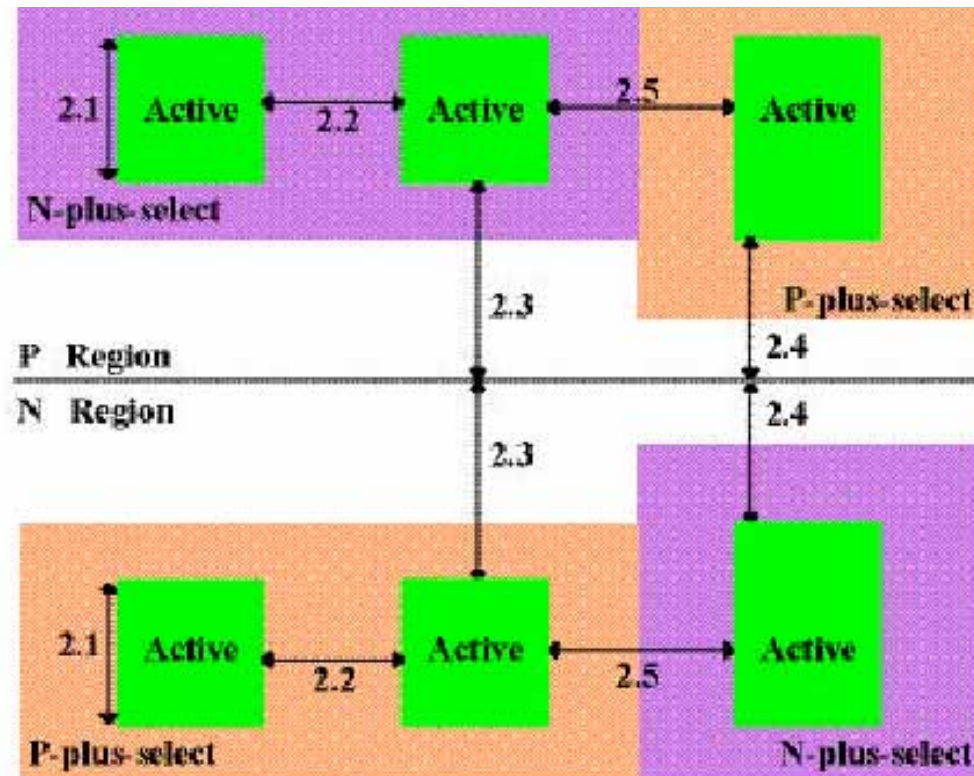 2.1
Active
2.2
Active
2.5
Active
N-plus-select
2.3
P-plus-select
P Region
2.4
N Region
2.4
2.3
2.1
Active
2.2
Active
2.5
Active
P-plus-select
N-plus-select